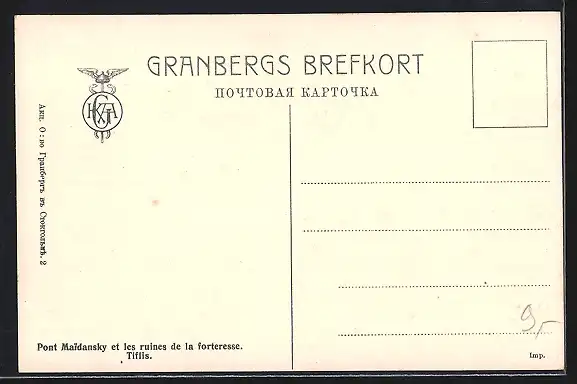 GRANBERGS BREFKORT
ПОЧТОВАЯ КАРТОЧКА
Акц. О:во Гранбергъ въ Стокгольмѣ. 2
Pont Maïdansky et les ruines de la forteresse.
Tiflis.
9,-
Imp.